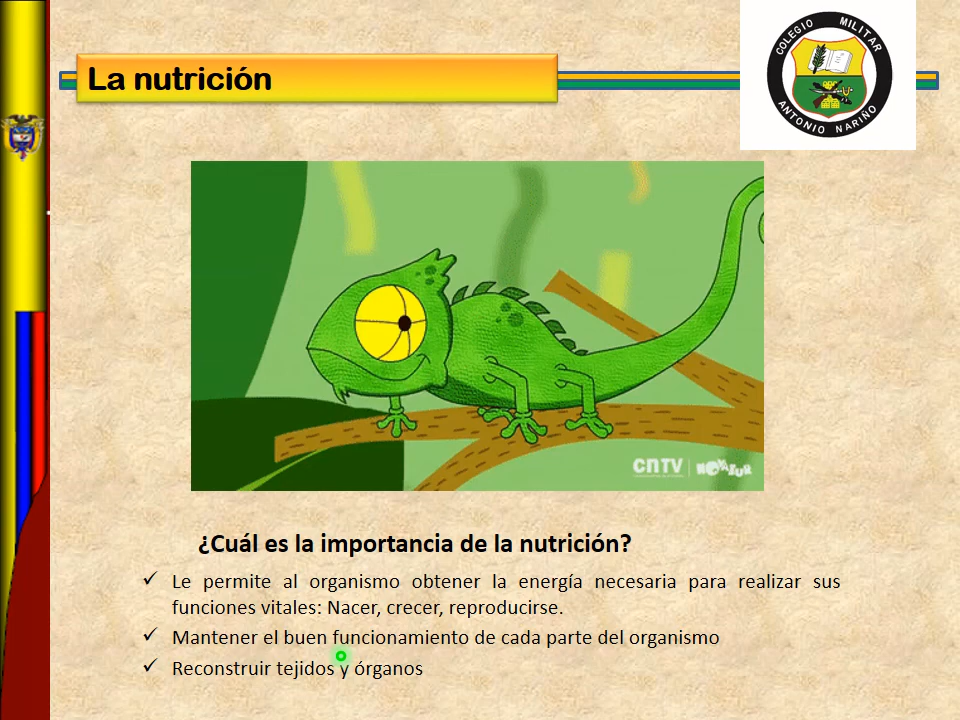 La nutrición
COLEGIO MILITAR
ANTONIO NARIÑO
CNTV NOVASUR
¿Cuál es la importancia de la nutrición?
Le permite al organismo obtener la energía necesaria para realizar sus
funciones vitales: Nacer, crecer, reproducirse.
Mantener el buen funcionamiento de cada parte del organismo
Reconstruir tejidos y órganos